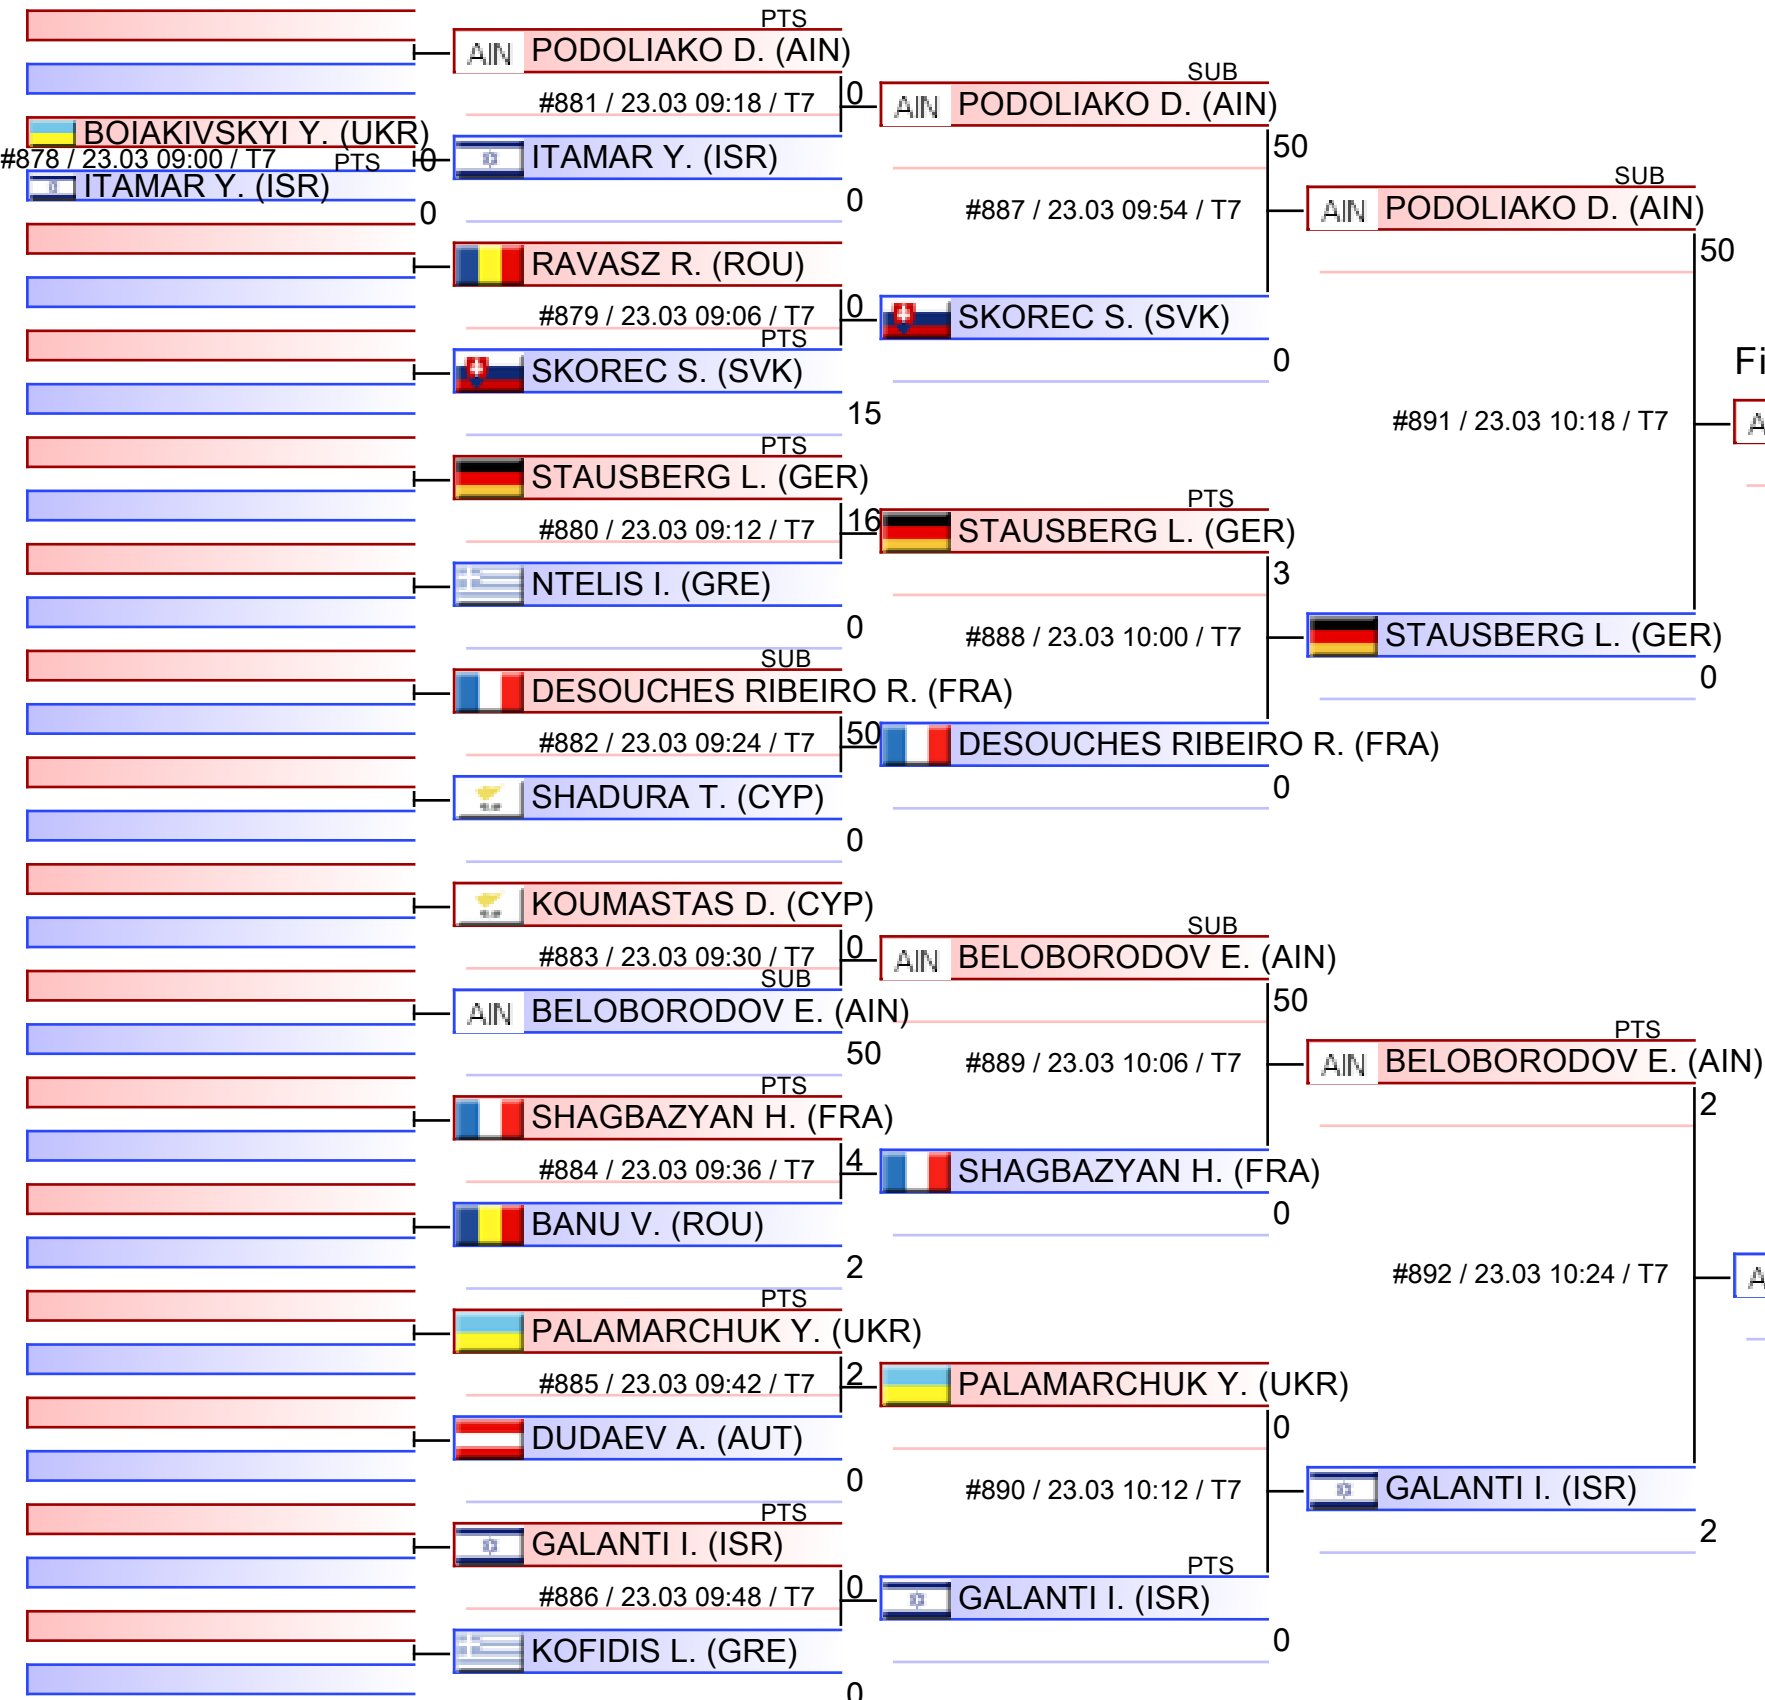 PTS
AIN PODOLIAKO D. (AIN)
0
#881 / 23.03 09:18 / T7
ITAMAR Y. (ISR)
0
BOIAKIVSKYI Y. (UKR)
0
#878 / 23.03 09:00 / T7
PTS
ITAMAR Y. (ISR)
0
RAVASZ R. (ROU)
0
#879 / 23.03 09:06 / T7
PTS
SKOREC S. (SVK)
15
PTS
STAUSBERG L. (GER)
16
#880 / 23.03 09:12 / T7
NTELIS I. (GRE)
0
SUB
DESOUCHES RIBEIRO R. (FRA)
50
#882 / 23.03 09:24 / T7
SHADURA T. (CYP)
0
KOUMASTAS D. (CYP)
0
#883 / 23.03 09:30 / T7
SUB
AIN BELOBORODOV E. (AIN)
50
PTS
SHAGBAZYAN H. (FRA)
4
#884 / 23.03 09:36 / T7
BANU V. (ROU)
2
PTS
PALAMARCHUK Y. (UKR)
2
#885 / 23.03 09:42 / T7
DUDAEV A. (AUT)
0
PTS
GALANTI I. (ISR)
0
#886 / 23.03 09:48 / T7
KOFIDIS L. (GRE)
0
SUB
AIN PODOLIAKO D. (AIN)
50
#887 / 23.03 09:54 / T7
SKOREC S. (SVK)
0
PTS
STAUSBERG L. (GER)
3
#888 / 23.03 10:00 / T7
DESOUCHES RIBEIRO R. (FRA)
0
SUB
AIN BELOBORODOV E. (AIN)
50
#889 / 23.03 10:06 / T7
SHAGBAZYAN H. (FRA)
0
PALAMARCHUK Y. (UKR)
0
#890 / 23.03 10:12 / T7
PTS
GALANTI I. (ISR)
0
SUB
AIN PODOLIAKO D. (AIN)
50
#891 / 23.03 10:18 / T7
STAUSBERG L. (GER)
0
PTS
AIN BELOBORODOV E. (AIN)
2
#892 / 23.03 10:24 / T7
GALANTI I. (ISR)
2